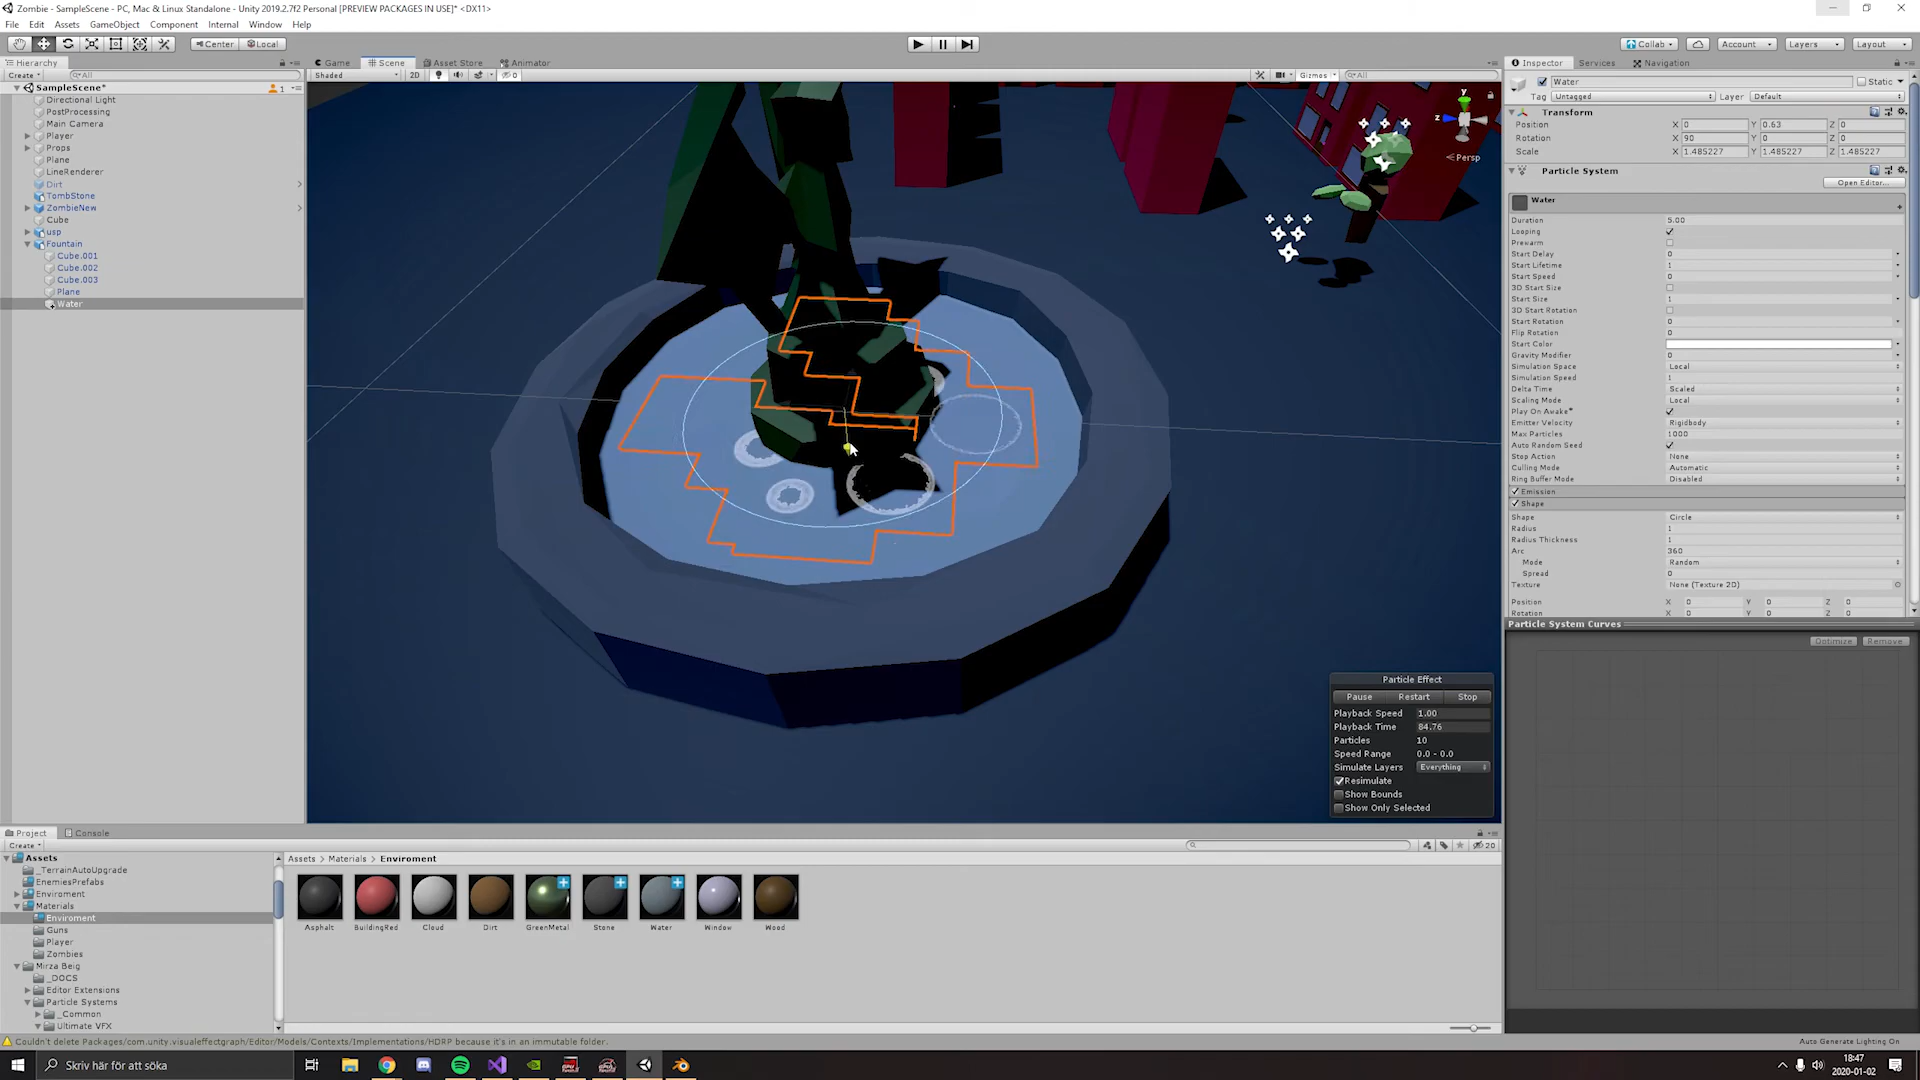 Zombie - SampleScene - PC, Mac & Linux Standalone - Unity 2019.2.7f2 Personal [PREVIEW PACKAGES IN USE]* <DX11>
File Edit Assets GameObject Component Internal Window Help
Center Local
Collab Account Layers Layout
Hierarchy
Create All
SampleScene* 1
Directional Light
PostProcessing
Main Camera
Player
Props
Plane
LineRenderer
Dirt
TombStone
ZombieNew
Cube
usp
Fountain
Cube.001
Cube.002
Cube.003
Plane
Water
Game Scene Asset Store Animator
Shaded 2D 0 Gizmos All
y
z
Persp
Particle Effect
Pause Restart Stop
Playback Speed 1.00
Playback Time 84.76
Particles 10
Speed Range 0.0 - 0.0
Simulate Layers Everything
Resimulate
Show Bounds
Show Only Selected
Inspector Services Navigation
Water Static
Tag Untagged Layer Default
Transform
Position X 0 Y 0.63 Z 0
Rotation X 90 Y 0 Z 0
Scale X 1.485227 Y 1.485227 Z 1.485227
Particle System
Open Editor...
Water
Duration 5.00
Looping
Prewarm
Start Delay 0
Start Lifetime 1
Start Speed 0
3D Start Size
Start Size 1
3D Start Rotation
Start Rotation 0
Flip Rotation 0
Start Color
Gravity Modifier 0
Simulation Space Local
Simulation Speed 1
Delta Time Scaled
Scaling Mode Local
Play On Awake*
Emitter Velocity Rigidbody
Max Particles 1000
Auto Random Seed
Stop Action None
Culling Mode Automatic
Ring Buffer Mode Disabled
Emission
Shape
Shape Circle
Radius 1
Radius Thickness 1
Arc 360
Mode Random
Spread 0
Texture None (Texture 2D)
Position X 0 Y 0 Z 0
Rotation X 0 Y 0 Z 0
Particle System Curves
Optimize Remove
Project Console
Create 20
Assets
_TerrainAutoUpgrade
EnemiesPrefabs
Enviroment
Materials
Enviroment
Guns
Player
Zombies
Mirza Beig
_DOCS
Editor Extensions
Particle Systems
_Common
Ultimate VFX
Assets Materials Enviroment
Asphalt BuildingRed Cloud Dirt GreenMetal Stone Water Window Wood
Couldn't delete Packages/com.unity.visualeffectgraph/Editor/Models/Contexts/Implementations/HDRP because it's in an immutable folder.
Auto Generate Lighting On
Skriv här för att söka
18:47
2020-01-02